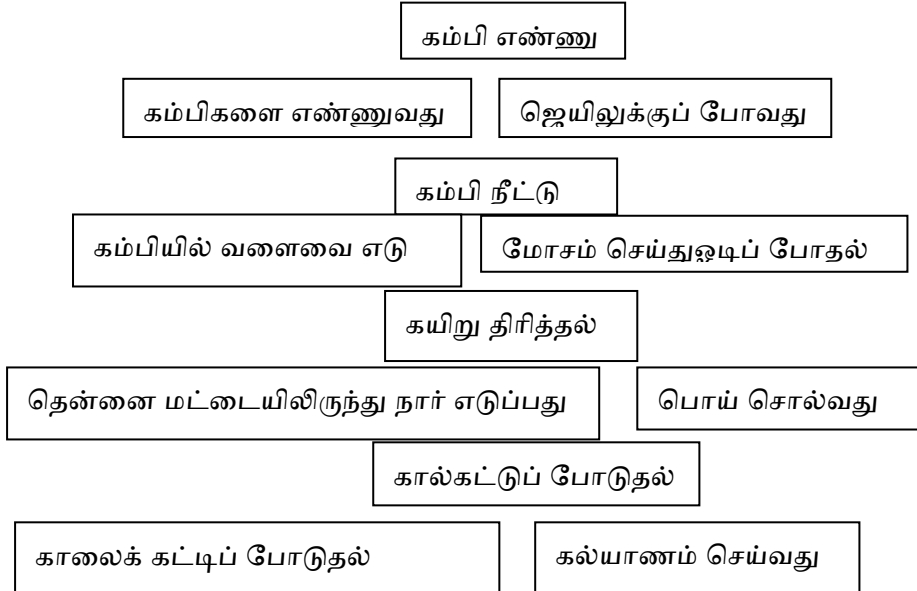 கம்பி எண்ணு
கம்பிகளை எண்ணுவது
ஜெயிலுக்குப் போவது
கம்பி நீட்டு
கம்பியில் வளைவை எடு
மோசம் செய்துஓடிப் போதல்
கயிறு திரித்தல்
தென்னை மட்டையிலிருந்து நார் எடுப்பது
பொய் சொல்வது
கால்கட்டுப் போடுதல்
காலைக் கட்டிப் போடுதல்
கல்யாணம் செய்வது